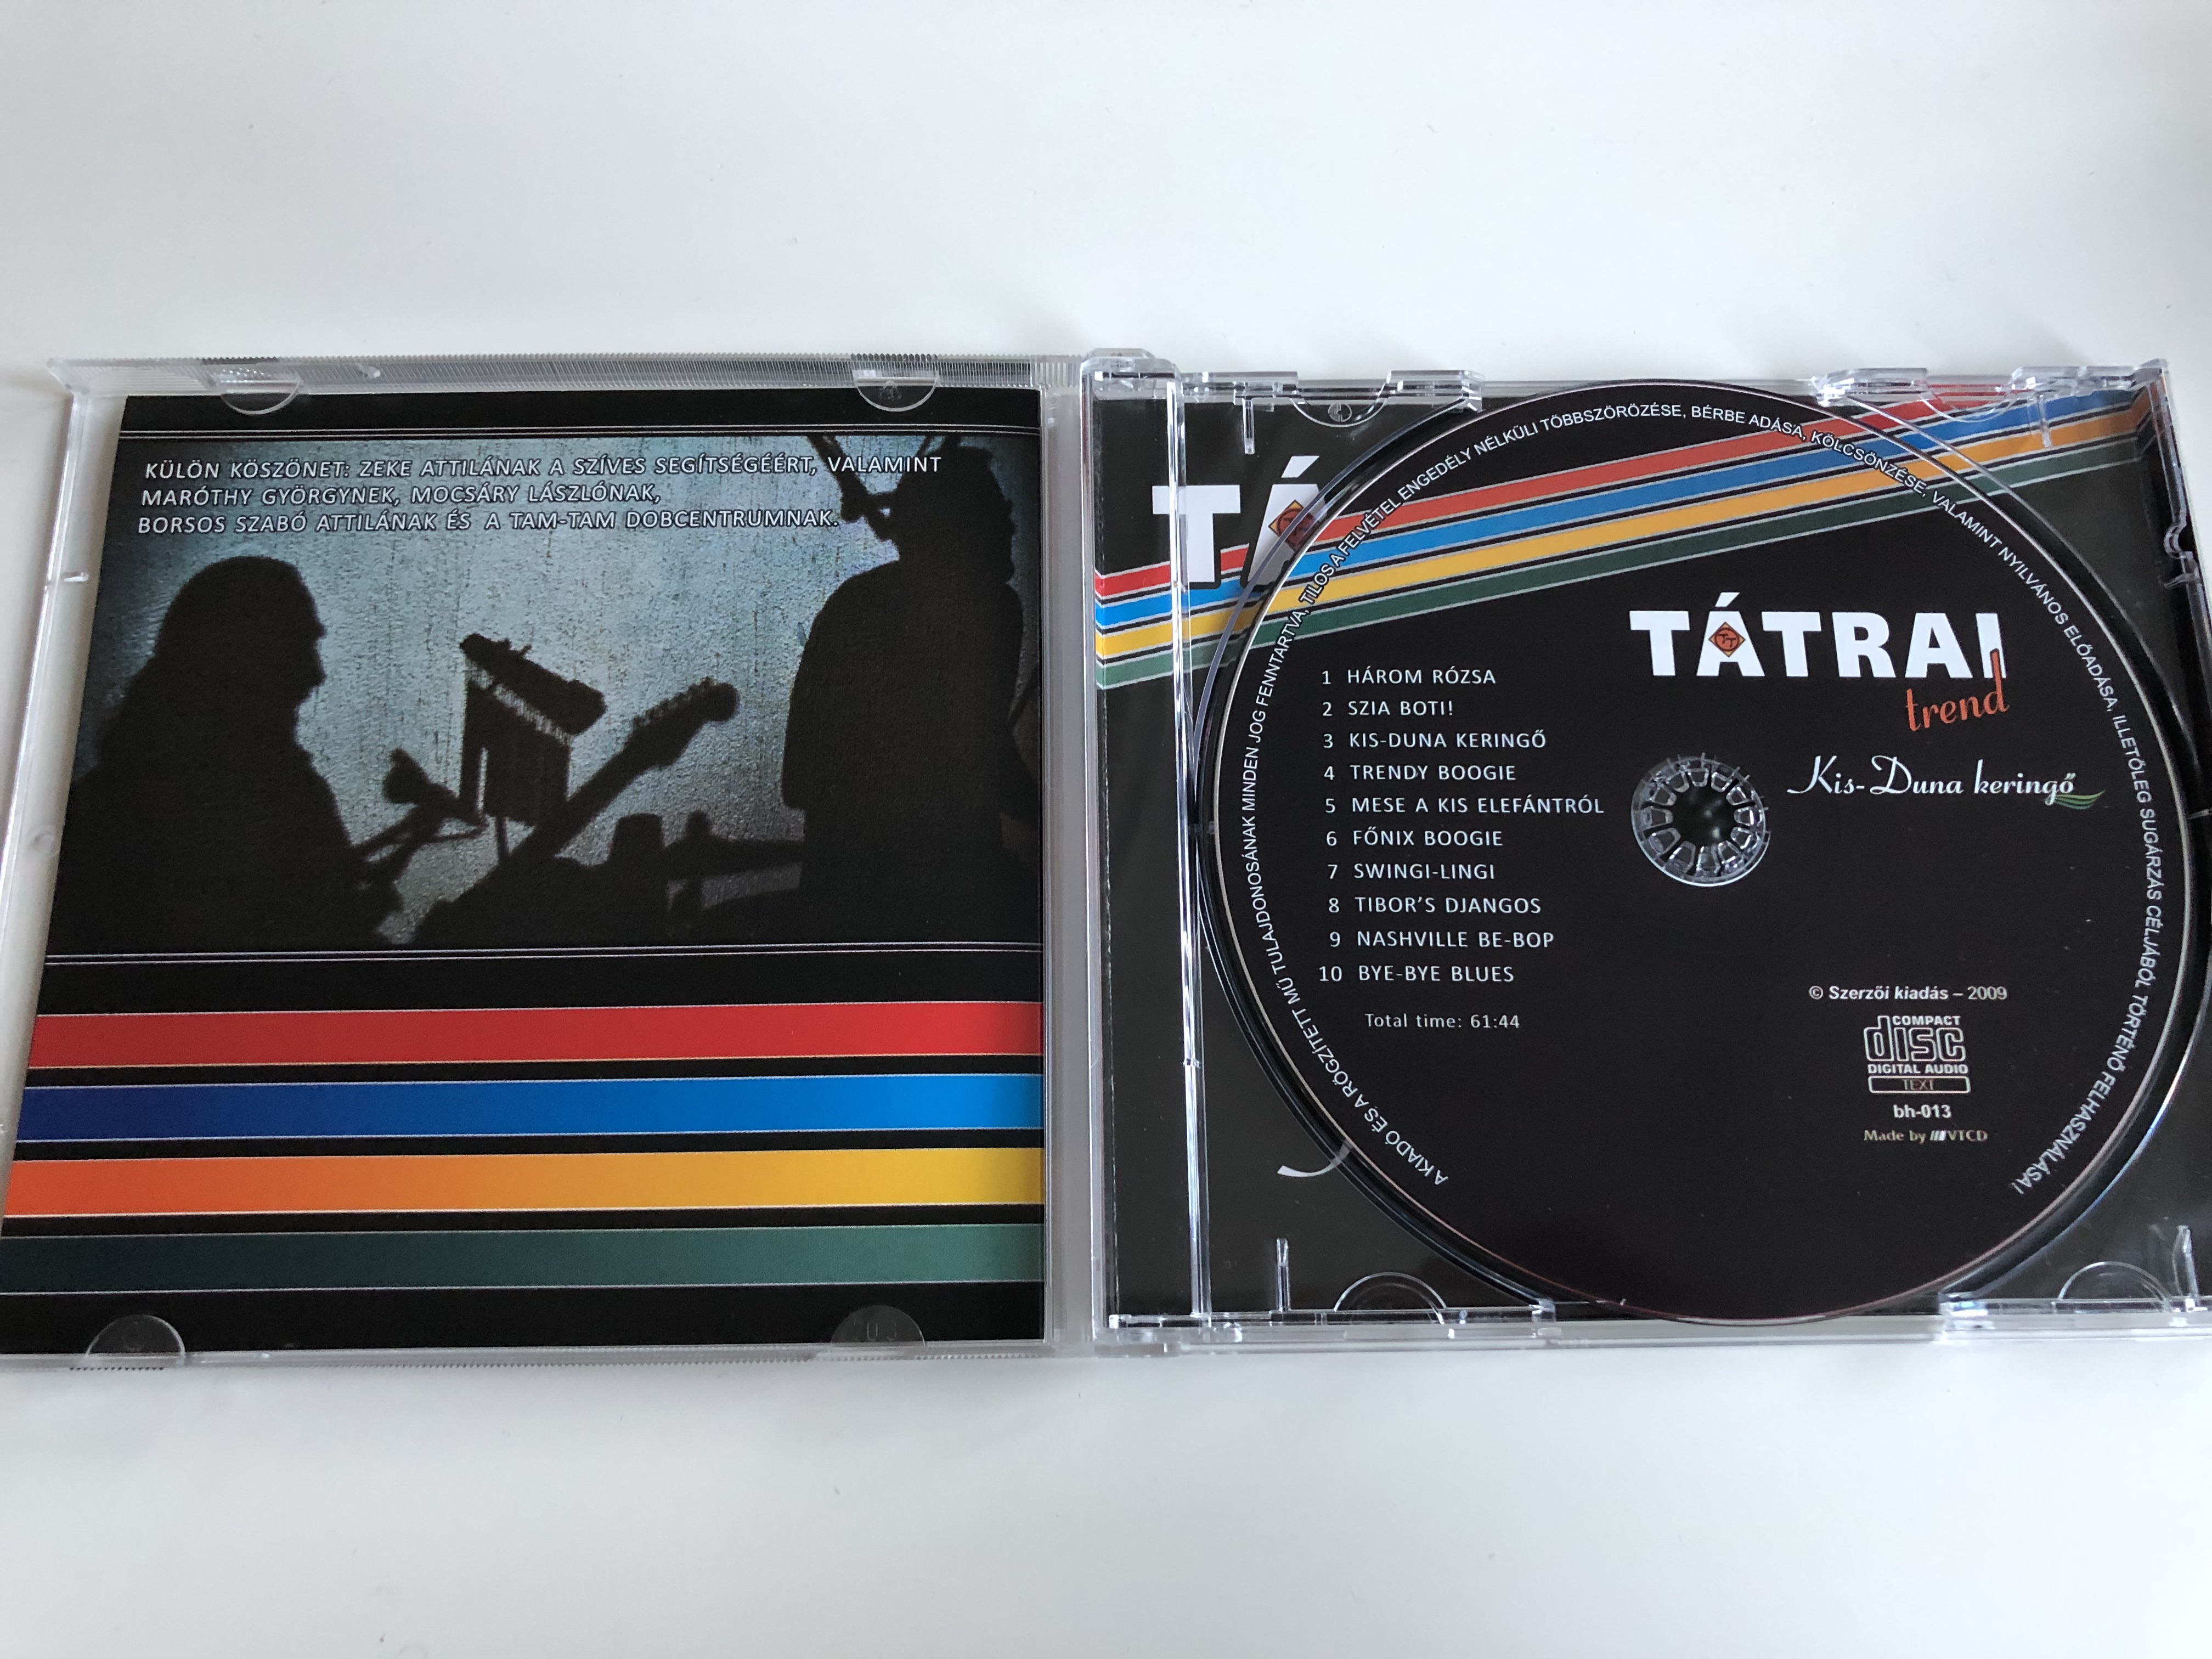 KÜLÖN KÖSZÖNET: ZEKE ATTILÁNAK A SZÍVES SEGÍTSÉGÉÉRT, VALAMINT
MARÓTHY GYÖRGYNEK, MOCSÁRY LÁSZLÓNAK,
BORSOS SZABÓ ATTILÁNAK ÉS A TAM-TAM DOBCENTRUMNAK.
TÁ
A KIADÓ ÉS A RÖGZÍTETT MŰ TULAJDONOSÁNAK MINDEN JOG FENNTARTVA, TILOS A FELVÉTEL ENGEDÉLY NÉLKÜLI TÖBBSZÖRÖZÉSE, BÉRBE ADÁSA, KÖLCSÖNZÉSE, VALAMINT NYILVÁNOS ELŐADÁSA, ILLETŐLEG SUGÁRZÁS CÉLJÁBÓL TÖRTÉNŐ FELHASZNÁLÁSA!
TÁTRAI
trend
Kis-Duna keringő
1 HÁROM RÓZSA
2 SZIA BOTI!
3 KIS-DUNA KERINGŐ
4 TRENDY BOOGIE
5 MESE A KIS ELEFÁNTRÓL
6 FŐNIX BOOGIE
7 SWINGI-LINGI
8 TIBOR'S DJANGOS
9 NASHVILLE BE-BOP
10 BYE-BYE BLUES
Total time: 61:44
© Szerzői kiadás – 2009
COMPACT
disc
DIGITAL AUDIO
TEXT
bh-013
Made by VTCD